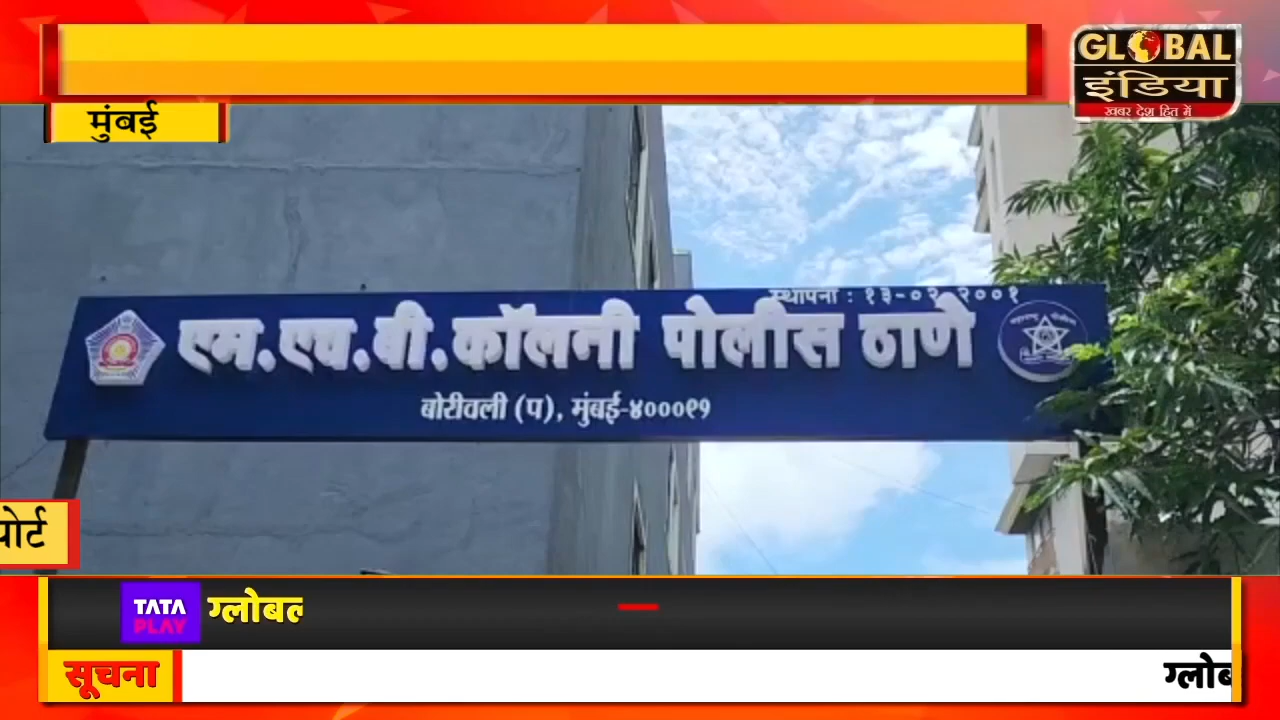 GLOBAL
इंडिया
खबर देश हित में
मुंबई
स्थापना : १३-०२-२००१
एम.एच.बी.कॉलनी पोलीस ठाणे
बोरीवली (प), मुंबई-४०००९१
पोर्ट
TATA
PLAY
ग्लोबल
सूचना
ग्लोब